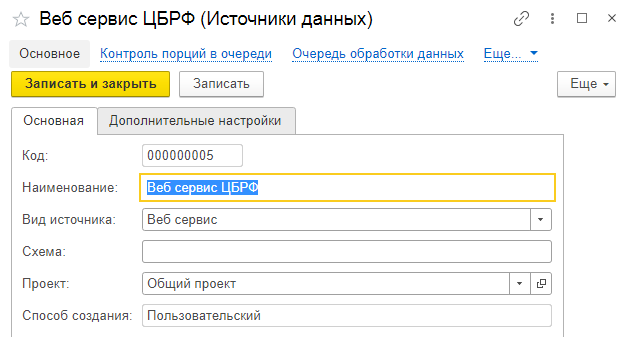 Веб сервис ЦБРФ (Источники данных)
Основное Контроль порций в очереди Очередь обработки данных Еще...
Записать и закрыть Записать Еще
Основная Дополнительные настройки
Код: 000000005
Наименование: Веб сервис ЦБРФ
Вид источника: Веб сервис
Схема:
Проект: Общий проект
Способ создания: Пользовательский